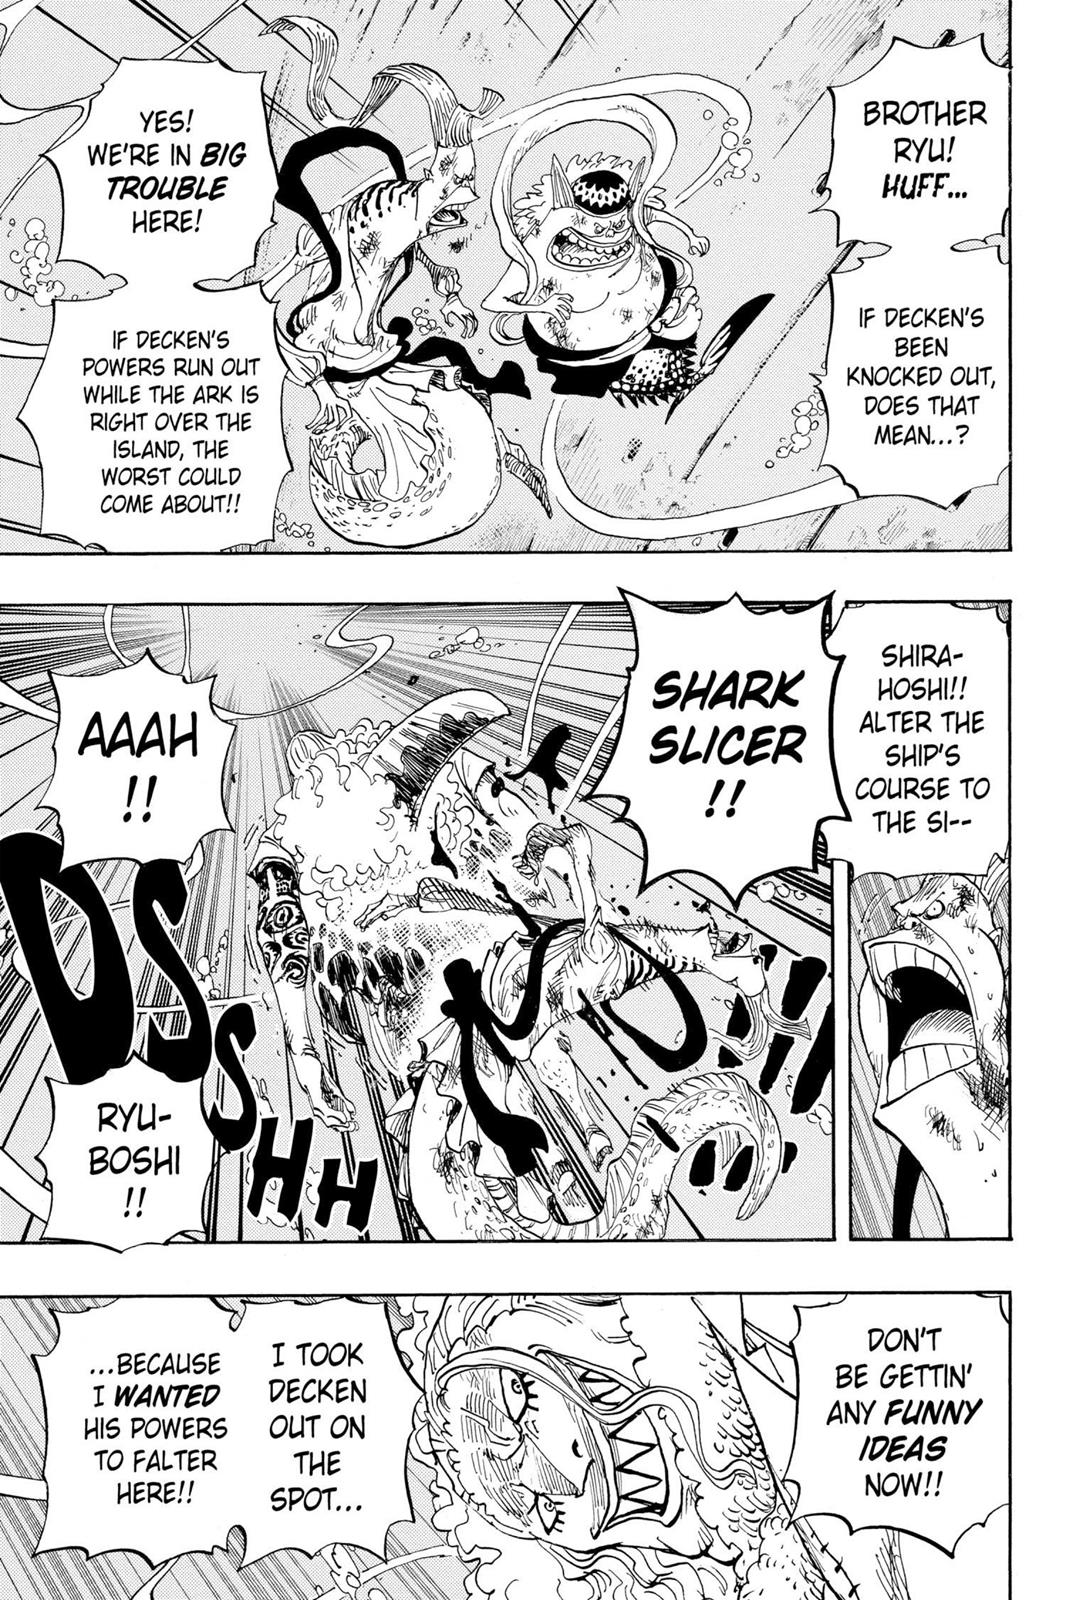 BROTHER
RYU!
HUFF...
IF DECKEN'S
BEEN
KNOCKED OUT,
DOES THAT
MEAN...?
YES!
WE'RE IN BIG
TROUBLE
HERE!
IF DECKEN'S
POWERS RUN OUT
WHILE THE ARK IS
RIGHT OVER THE
ISLAND, THE
WORST COULD
COME ABOUT!!
SHIRA-
HOSHI!!
ALTER THE
SHIP'S
COURSE TO
THE SI--
SHARK
SLICER
!!
AAAH
!!
DSSSHHH
RYU-
BOSHI
!!
DON'T
BE GETTIN'
ANY FUNNY
IDEAS
NOW!!
I TOOK
DECKEN
OUT ON
THE
SPOT...
...BECAUSE
I WANTED
HIS POWERS
TO FALTER
HERE!!